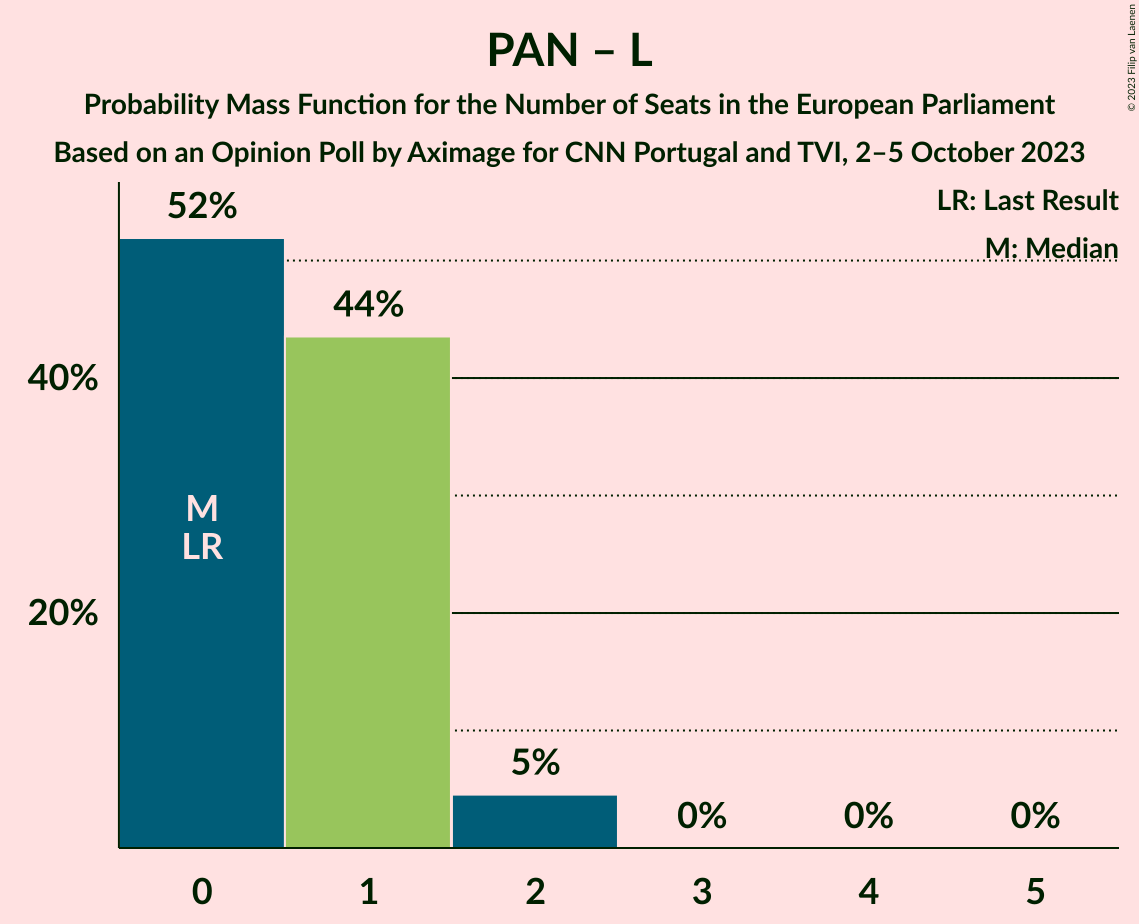 PAN – L
Probability Mass Function for the Number of Seats in the European Parliament
Based on an Opinion Poll by Aximage for CNN Portugal and TVI, 2–5 October 2023
© 2023 Filip van Laenen
LR: Last Result
M: Median
52%
44%
40%
M
LR
20%
5%
0%
0%
0%
0
1
2
3
4
5